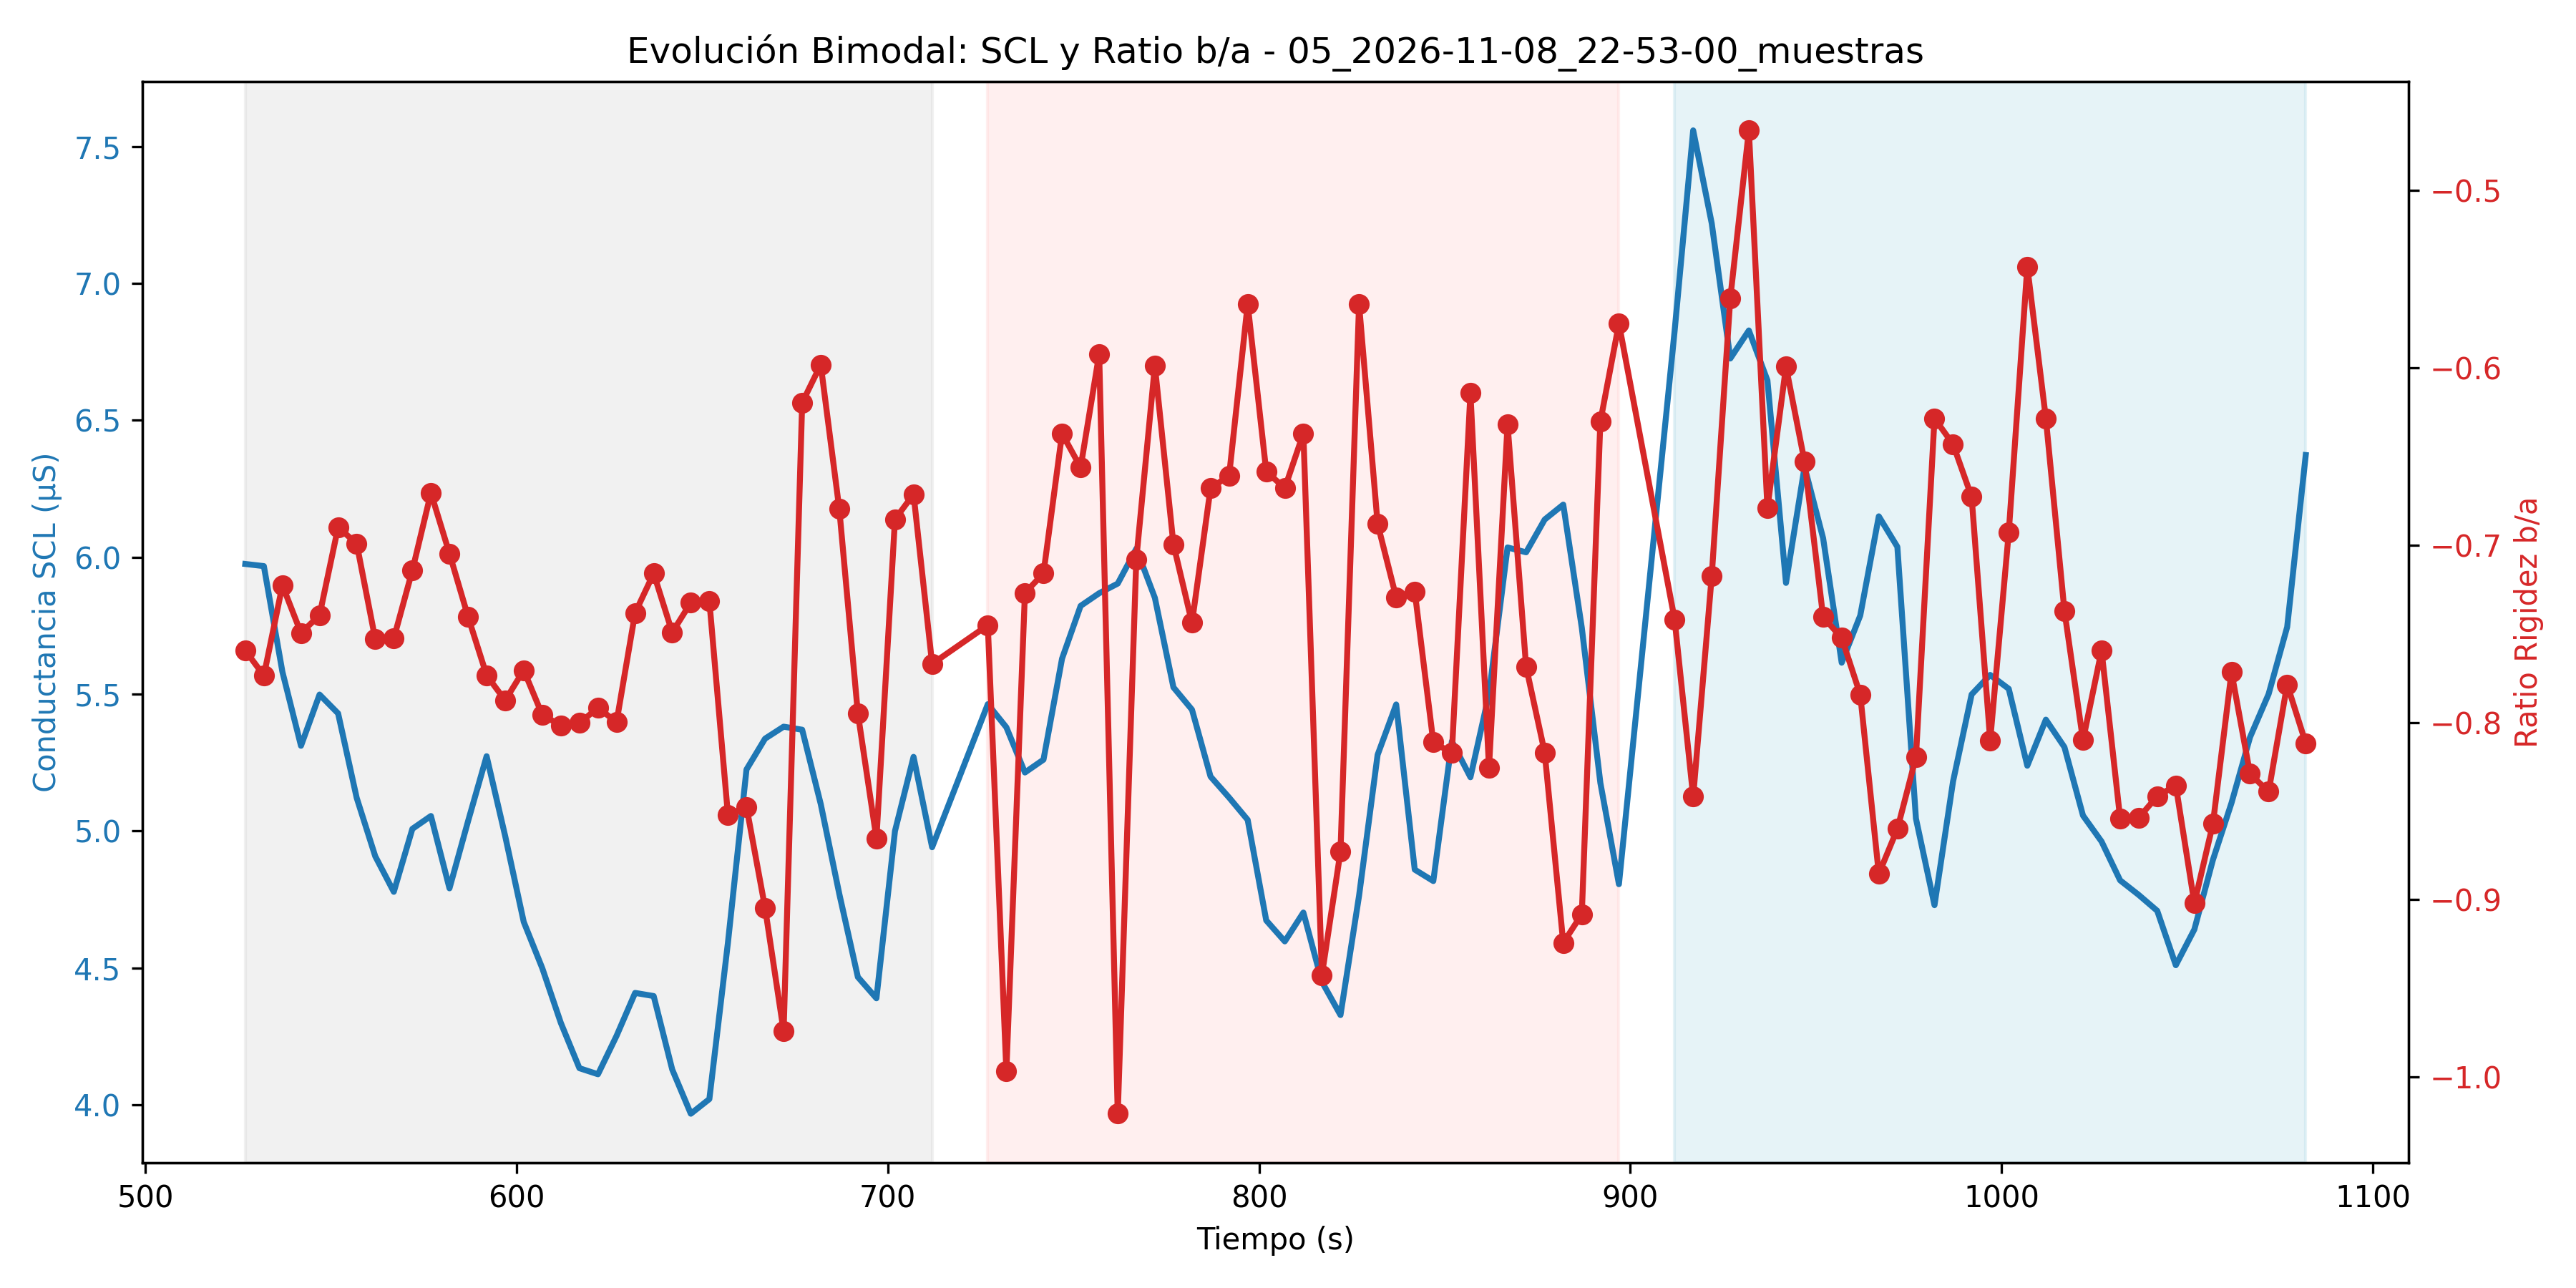 Evolución Bimodal: SCL y Ratio b/a - 05_2026-11-08_22-53-00_muestras
Conductancia SCL (µS)
7.5
7.0
6.5
6.0
5.5
5.0
4.5
4.0
−0.5
−0.6
−0.7
−0.8
−0.9
−1.0
Ratio Rigidez b/a
500 600 700 800 900 1000 1100
Tiempo (s)